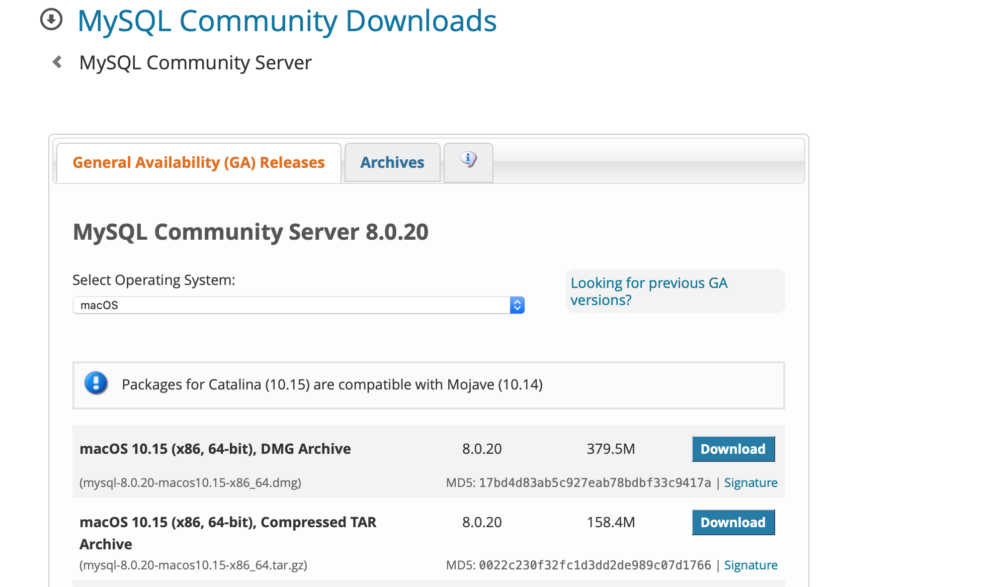 MySQL Community Downloads
MySQL Community Server
General Availability (GA) Releases
Archives
MySQL Community Server 8.0.20
Select Operating System:
macOS
Looking for previous GA
versions?
Packages for Catalina (10.15) are compatible with Mojave (10.14)
macOS 10.15 (x86, 64-bit), DMG Archive 8.0.20 379.5M Download
(mysql-8.0.20-macos10.15-x86_64.dmg) MD5: 17bd4d83ab5c927eab78bdbf33c9417a | Signature
macOS 10.15 (x86, 64-bit), Compressed TAR 8.0.20 158.4M Download
Archive
(mysql-8.0.20-macos10.15-x86_64.tar.gz) MD5: 0022c230f32fc1d3dd2de989c07d1766 | Signature